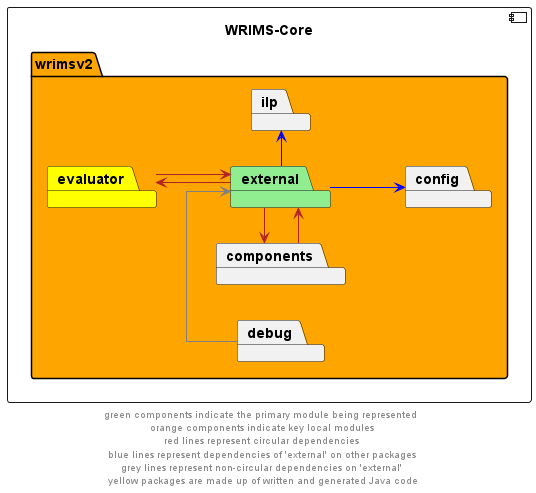 WRIMS-Core
wrimsv2
ilp
evaluator
external
config
components
debug
green components indicate the primary module being represented
orange components indicate key local modules
red lines represent circular dependencies
blue lines represent dependencies of 'external' on other packages
grey lines represent non-circular dependencies on 'external'
yellow packages are made up of written and generated Java code